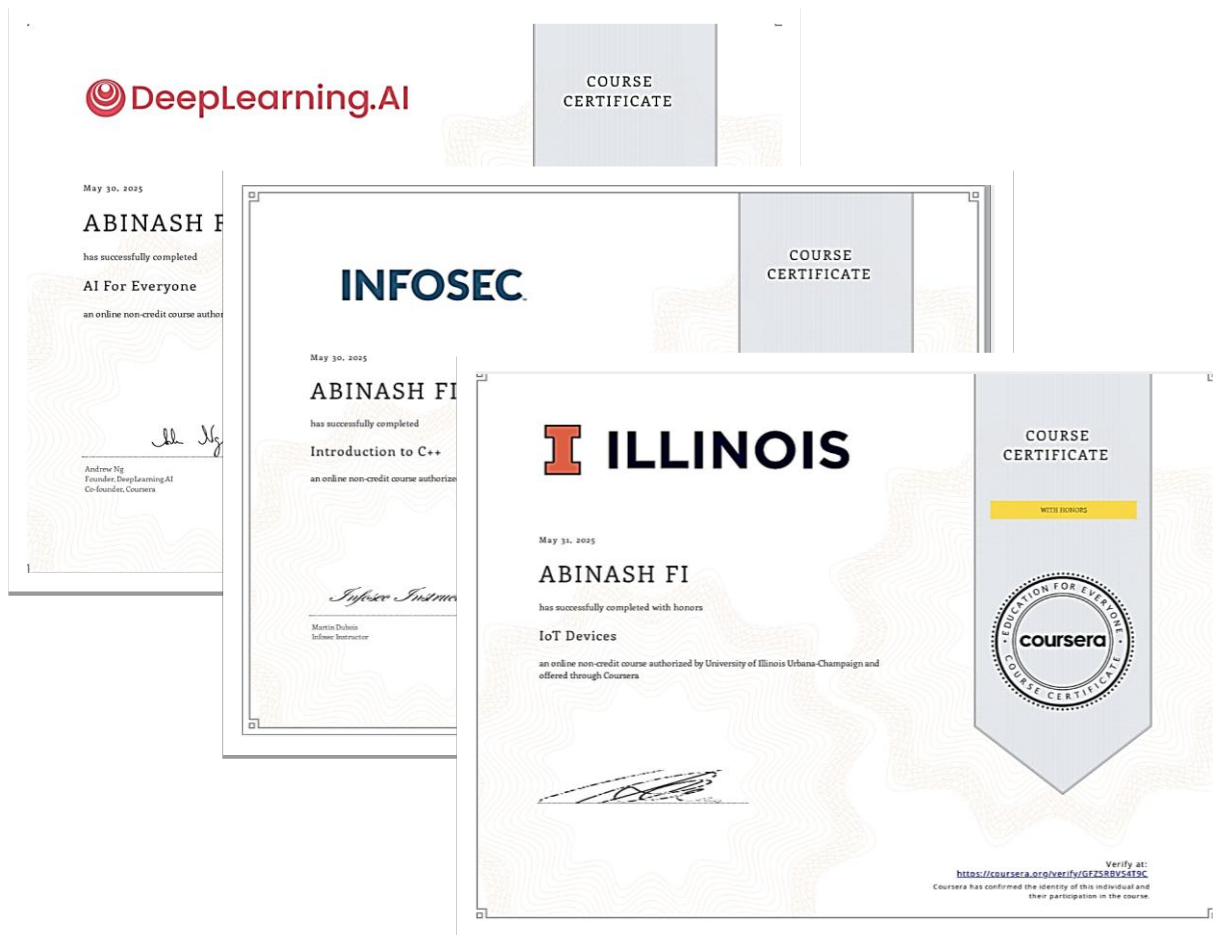 DeepLearning.AI
COURSE
CERTIFICATE
May 30, 2025
ABINASH F
has successfully completed
AI For Everyone
an online non-credit course author
Andrew Ng
Founder, DeepLearning.AI
Co-founder, Coursera
INFOSEC
COURSE
CERTIFICATE
May 30, 2025
ABINASH FI
has successfully completed
Introduction to C++
an online non-credit course authorize
Infosec Instruc
Martin Dubois
Infosec Instructor
I ILLINOIS
COURSE
CERTIFICATE
WITH HONORS
May 31, 2025
ABINASH FI
has successfully completed with honors
IoT Devices
an online non-credit course authorized by University of Illinois Urbana-Champaign and
offered through Coursera
EDUCATION FOR EVERYONE
coursera
COURSE CERTIFICATE
Verify at:
https://coursera.org/verify/GFZSRBVS4T9C
Coursera has confirmed the identity of this individual and
their participation in the course.